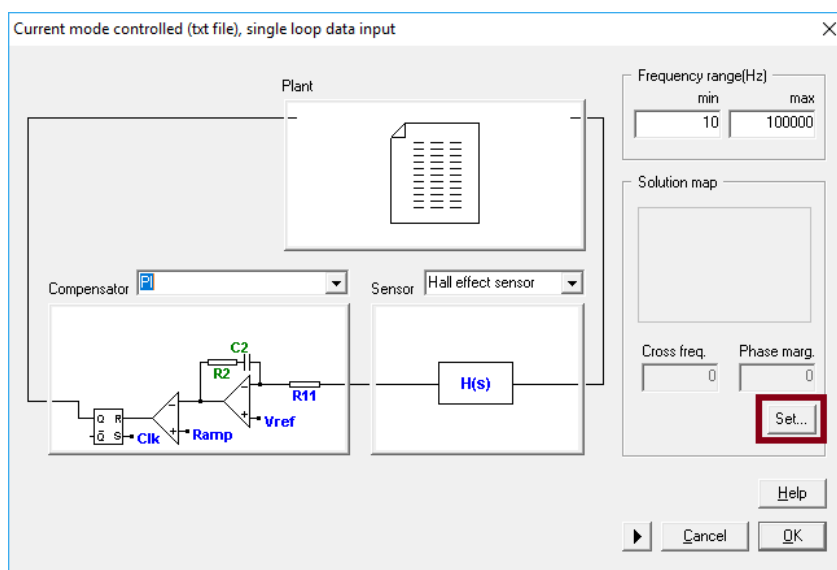 Current mode controlled (txt file), single loop data input
Plant
Frequency range(Hz)
min max
10 100000
Solution map
Compensator PI
Sensor Hall effect sensor
C2
R2
R11
Vref
Ramp
Clk
Q R
Q̅ S
H(s)
Cross freq. Phase marg.
0 0
Set...
Help
Cancel OK